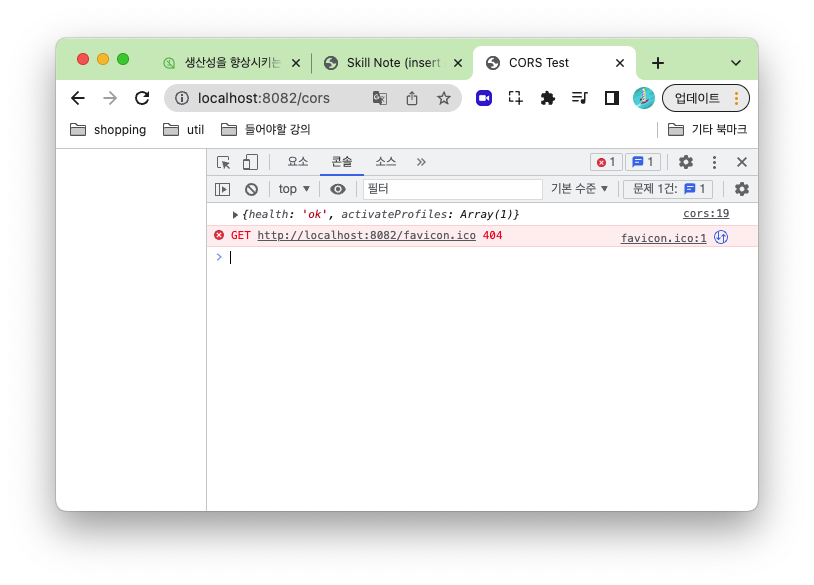 생산성을 향상시키는
Skill Note (insert
CORS Test
localhost:8082/cors
업데이트
shopping
util
들어야할 강의
기타 북마크
요소
콘솔
소스
1
1
top
필터
기본 수준
문제 1건:
1
{health: 'ok', activateProfiles: Array(1)}
cors:19
GET http://localhost:8082/favicon.ico 404
favicon.ico:1